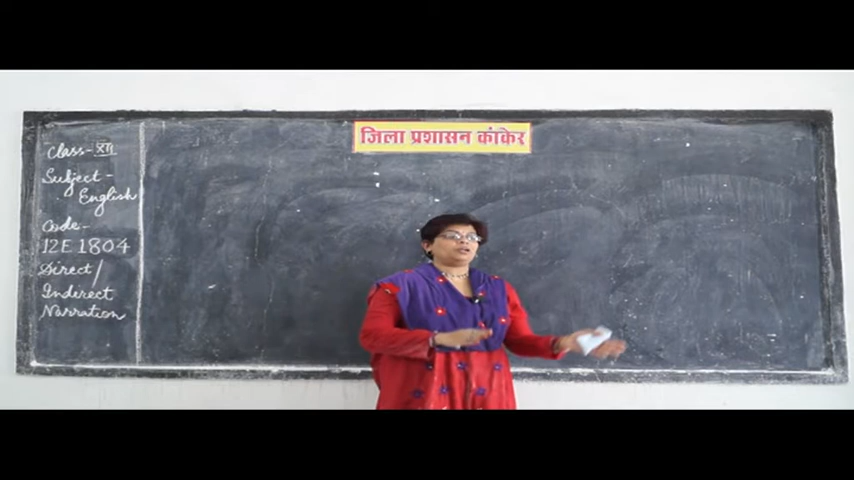 जिला प्रशासन कांकेर
Class - XII
Subject -
English
Code -
12E1804
Direct /
Indirect
Narration